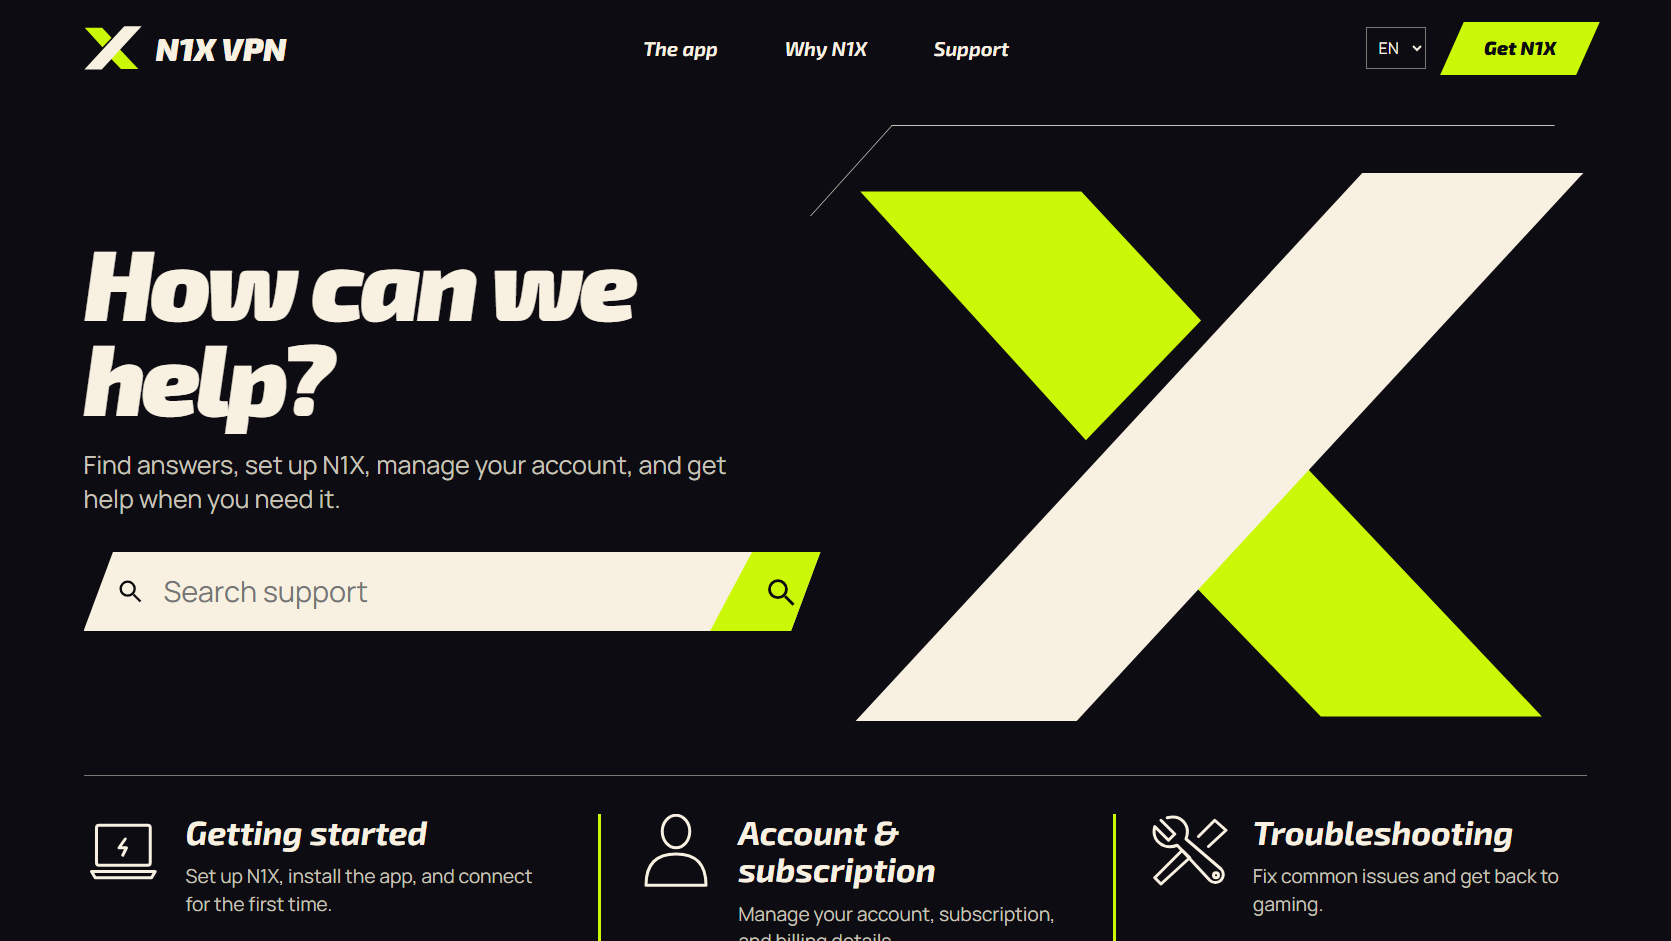 N1X VPN
The app
Why N1X
Support
EN
Get N1X
How can we
help?
Find answers, set up N1X, manage your account, and get
help when you need it.
Search support
Getting started
Set up N1X, install the app, and connect
for the first time.
Account &
subscription
Manage your account, subscription,
and billing details.
Troubleshooting
Fix common issues and get back to
gaming.